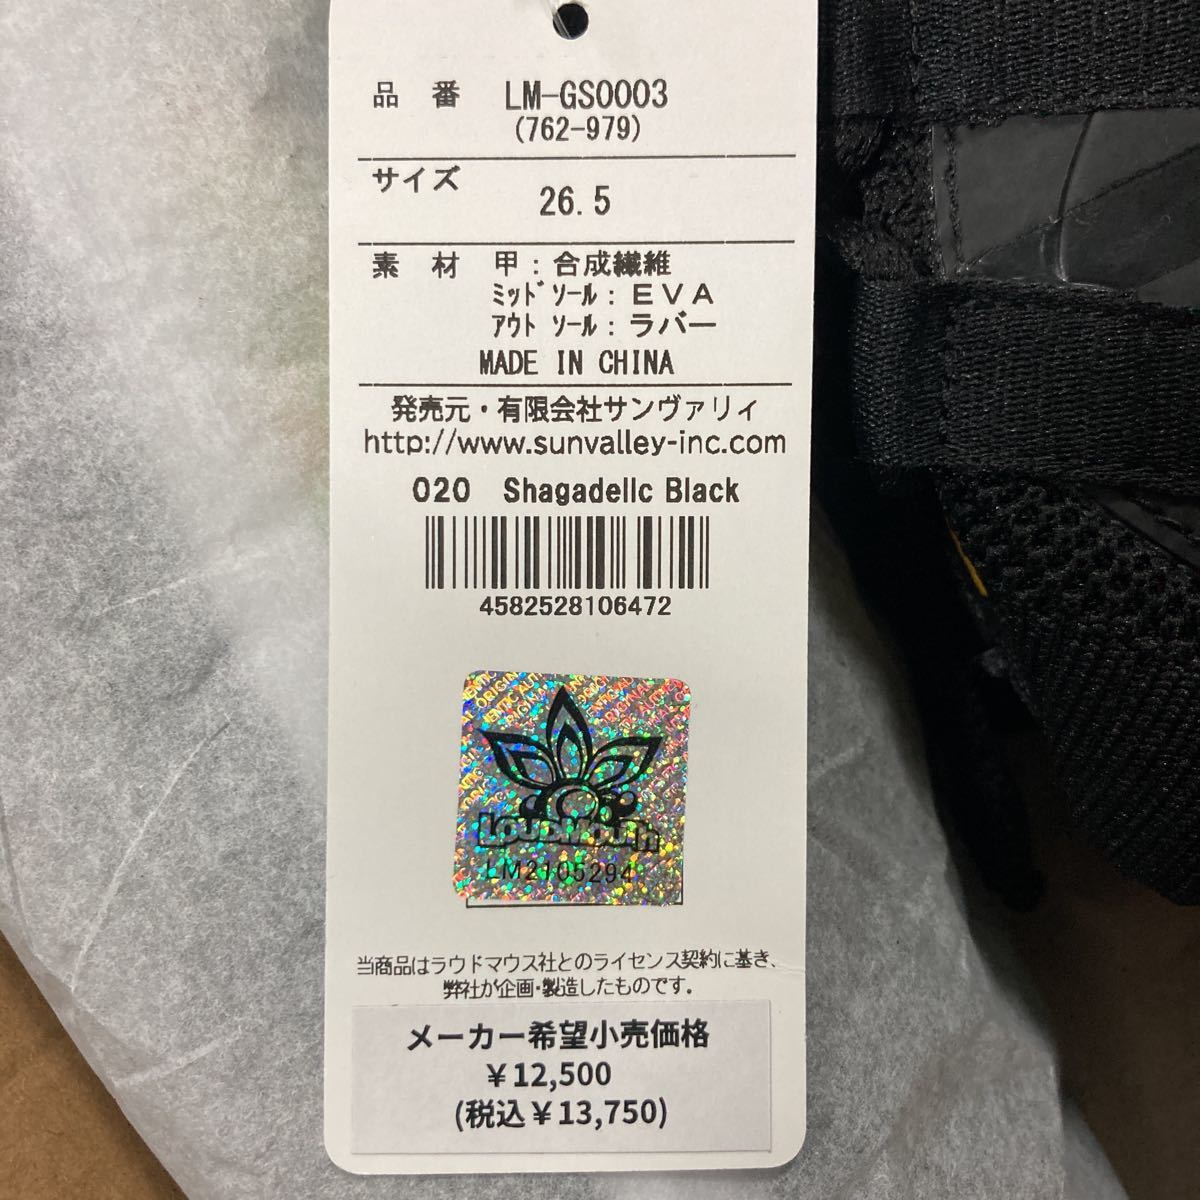 品 番 LM-GS0003
(762-979)
サイズ 26.5
素 材 甲：合成繊維
ﾐｯﾄﾞｿｰﾙ：ＥＶＡ
ｱｳﾄ ｿｰﾙ：ラバー
MADE IN CHINA
発売元・有限会社サンヴァリィ
http://www.sunvalley-inc.com
020 Shagadelic Black
4582528106472
LOUDMOUTH
LM2105294
当商品はラウドマウス社とのライセンス契約に基き、
弊社が企画・製造したものです。
メーカー希望小売価格
￥12,500
(税込￥13,750)